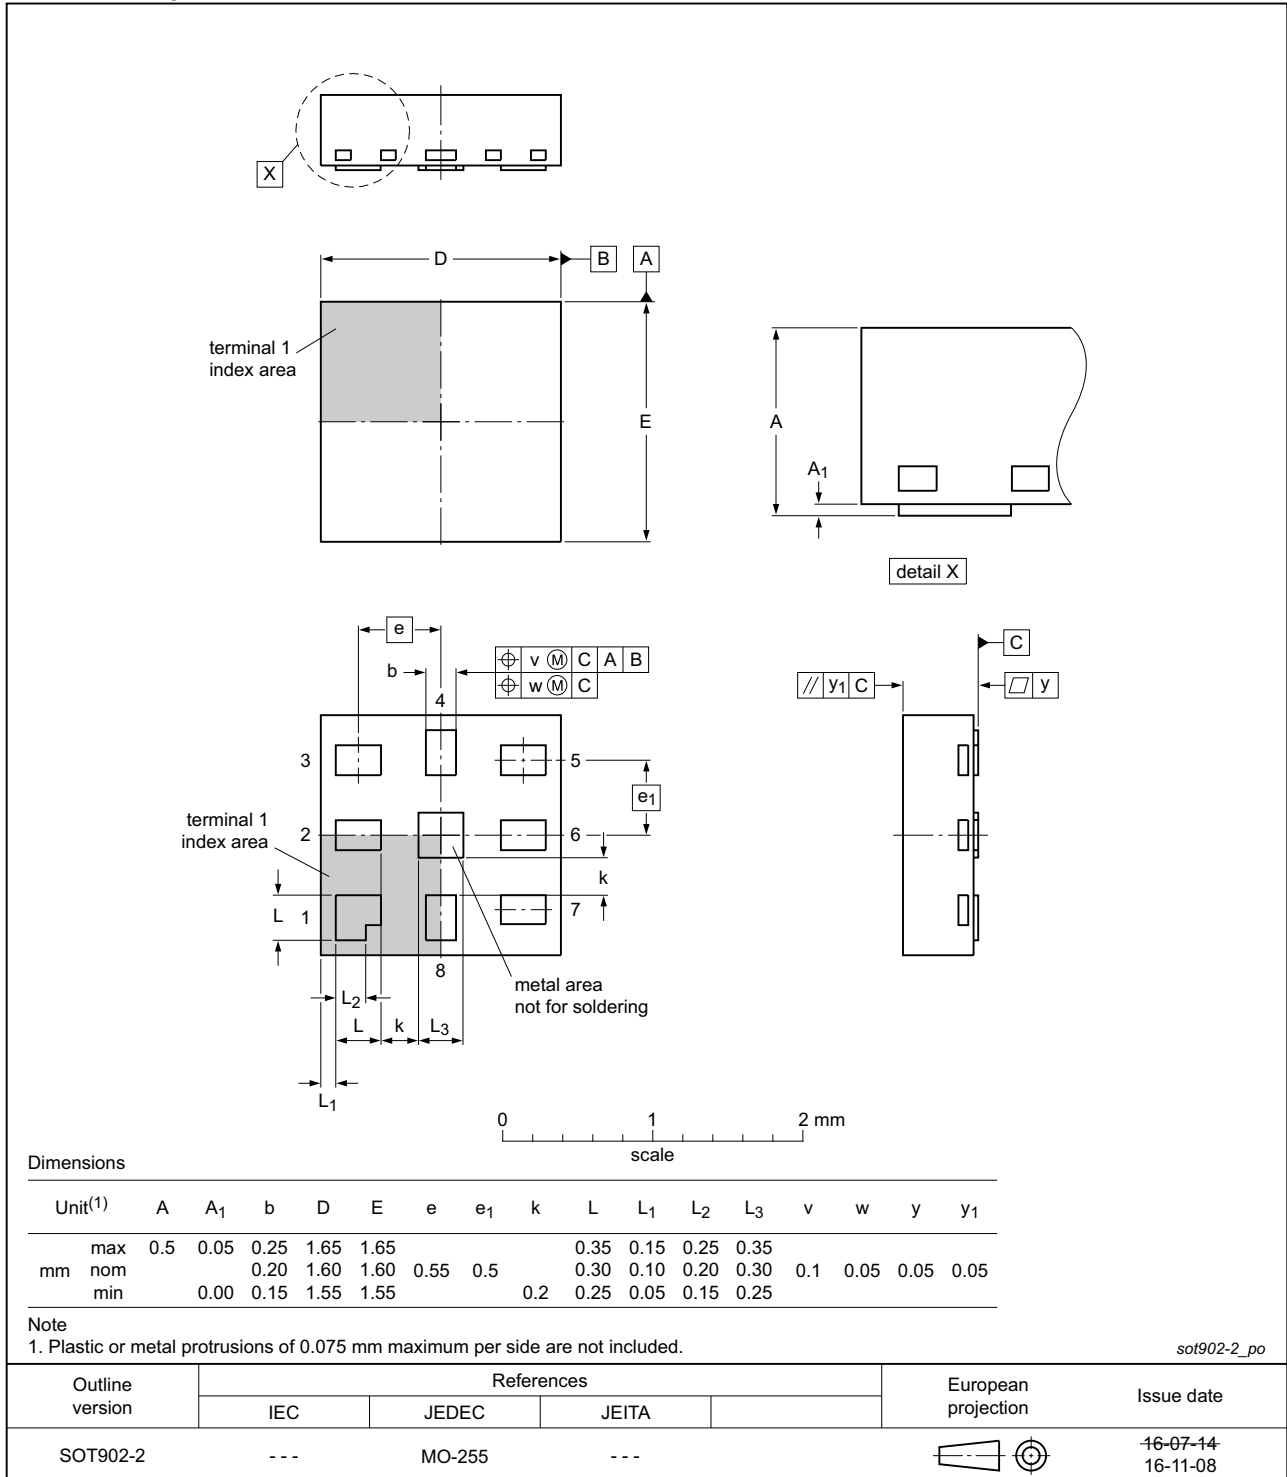 X
D B A
terminal 1
index area
E
A
A1
detail X
e
b
v M C A B
w M C
4
C
// y1 C
y
3
5
e1
terminal 1
index area
2
6
k
L 1
7
8
metal area
not for soldering
L2
L k L3
L1
0 1 2 mm
scale
Dimensions
Unit(1) A A1 b D E e e1 k L L1 L2 L3 v w y y1
max 0.5 0.05 0.25 1.65 1.65 0.35 0.15 0.25 0.35
mm nom 0.20 1.60 1.60 0.55 0.5 0.30 0.10 0.20 0.30 0.1 0.05 0.05 0.05
min 0.00 0.15 1.55 1.55 0.2 0.25 0.05 0.15 0.25
Note
1. Plastic or metal protrusions of 0.075 mm maximum per side are not included.
sot902-2_po
Outline version References European projection Issue date
IEC JEDEC JEITA
SOT902-2 - - - MO-255 - - - 16-07-14
16-11-08